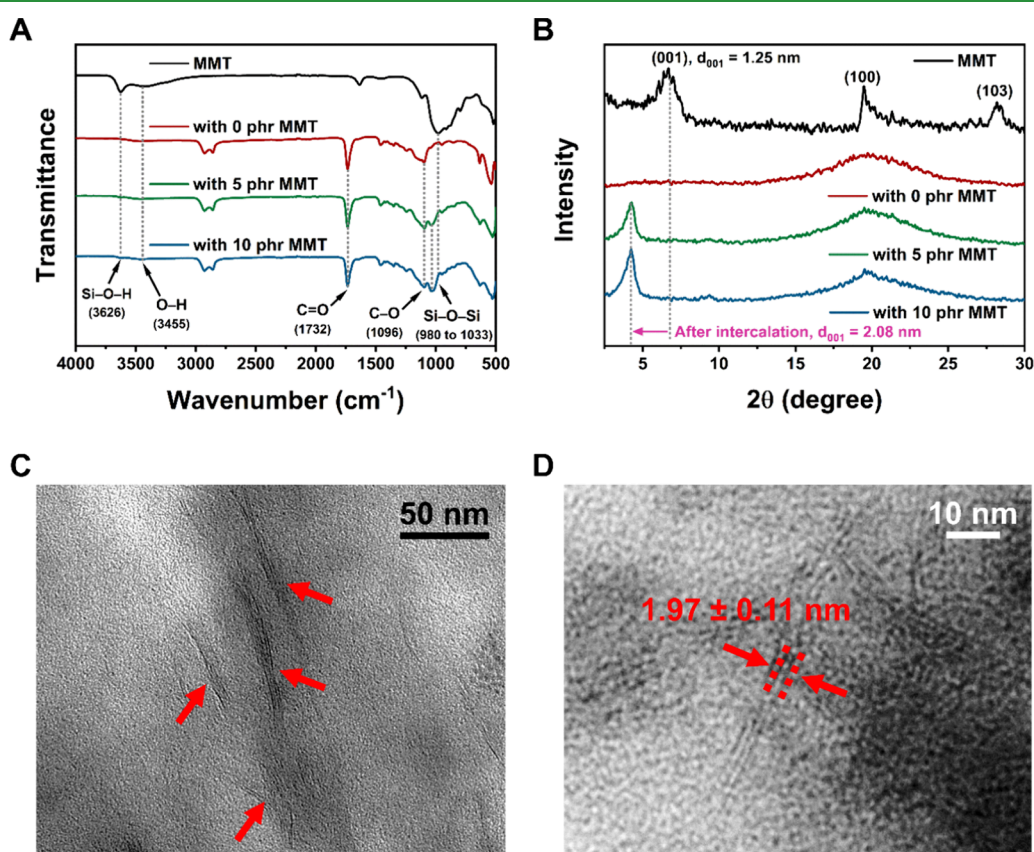 A
MMT
with 0 phr MMT
with 5 phr MMT
with 10 phr MMT
Si–O–H
(3626)
O–H
(3455)
C=O
(1732)
C–O
(1096)
Si–O–Si
(980 to 1033)
4000 3500 3000 2500 2000 1500 1000 500
Wavenumber (cm⁻¹)
Transmittance
B
(001), d₀₀₁ = 1.25 nm
MMT
(100)
(103)
with 0 phr MMT
with 5 phr MMT
with 10 phr MMT
After intercalation, d₀₀₁ = 2.08 nm
5 10 15 20 25 30
2θ (degree)
Intensity
C
50 nm
D
10 nm
1.97 ± 0.11 nm